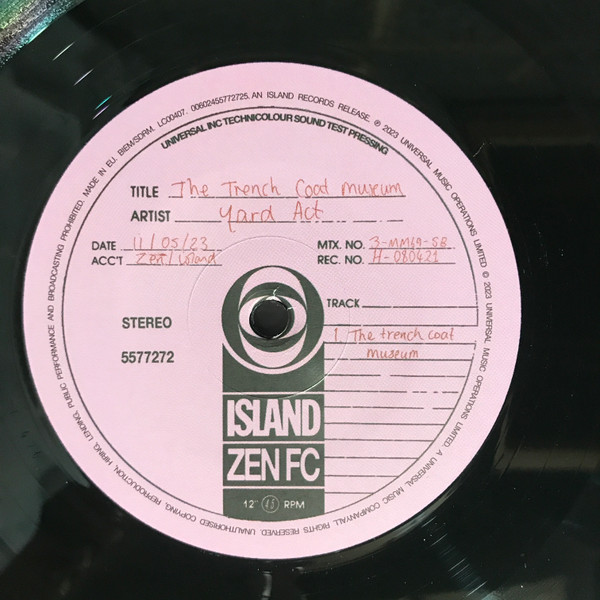 UNAUTHORISED COPYING, REPRODUCTION, HIRING, LENDING, PUBLIC PERFORMANCE AND BROADCASTING PROHIBITED. MADE IN EU. BIEM/SDRM. LC00407. 00602455772725. AN ISLAND RECORDS RELEASE. ℗ 2023 UNIVERSAL MUSIC OPERATIONS LIMITED © 2023 UNIVERSAL MUSIC OPERATIONS LIMITED. A UNIVERSAL MUSIC COMPANY. ALL RIGHTS RESERVED.
UNIVERSAL INC TECHNICOLOUR SOUND TEST PRESSING
TITLE The Trench Coat museum
ARTIST Yard Act
DATE 11/05/23
ACC'T Zen/Island
MTX. NO. 3-MM69-SB
REC. NO. H-080421
TRACK
STEREO
5577272
1. The trench coat
museum
ISLAND
ZEN FC
12" 45 RPM